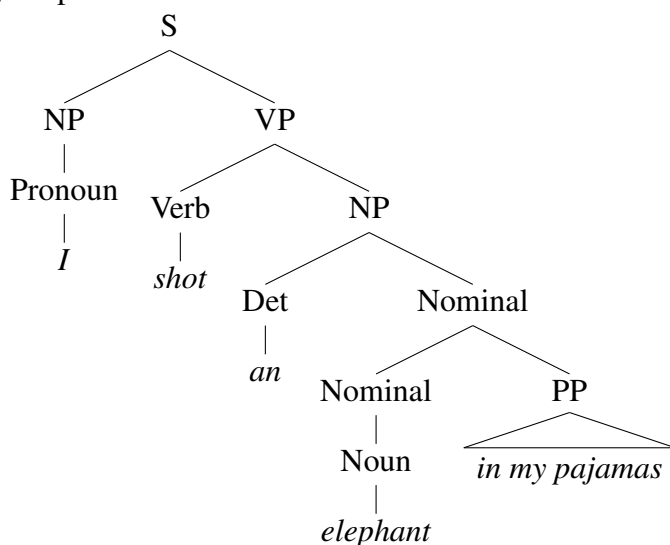 S
NP VP
Pronoun Verb NP
I shot
Det Nominal
an
Nominal PP
Noun in my pajamas
elephant